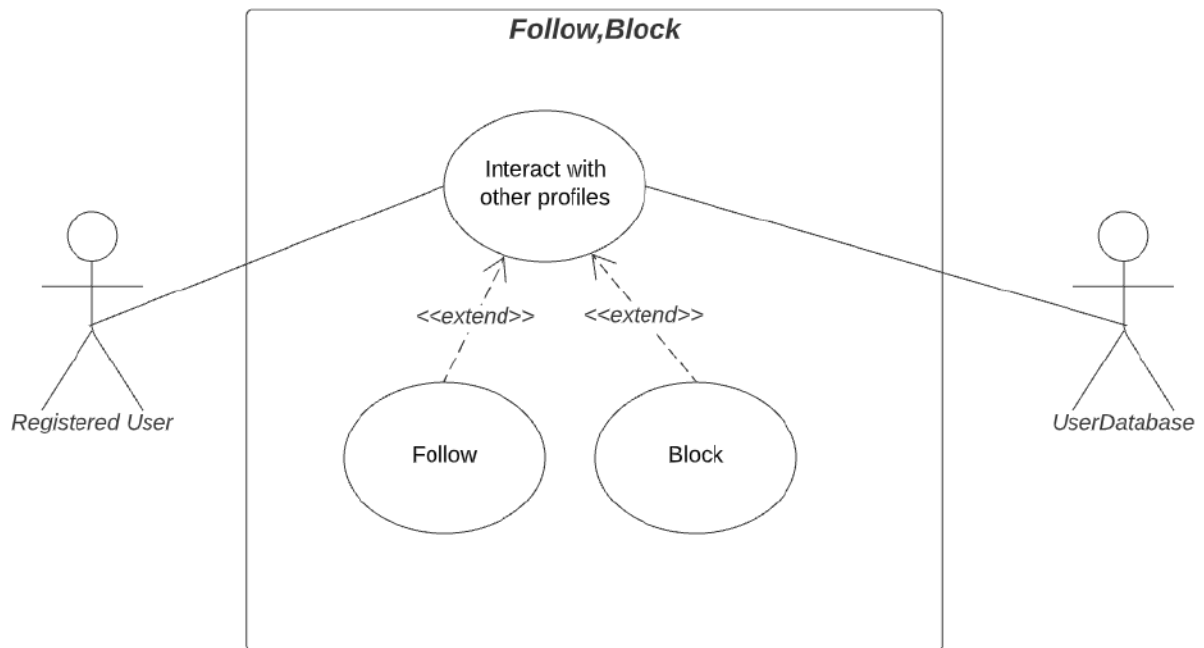 Follow,Block
Interact with
other profiles
<<extend>>
<<extend>>
Registered User
UserDatabase
Follow
Block